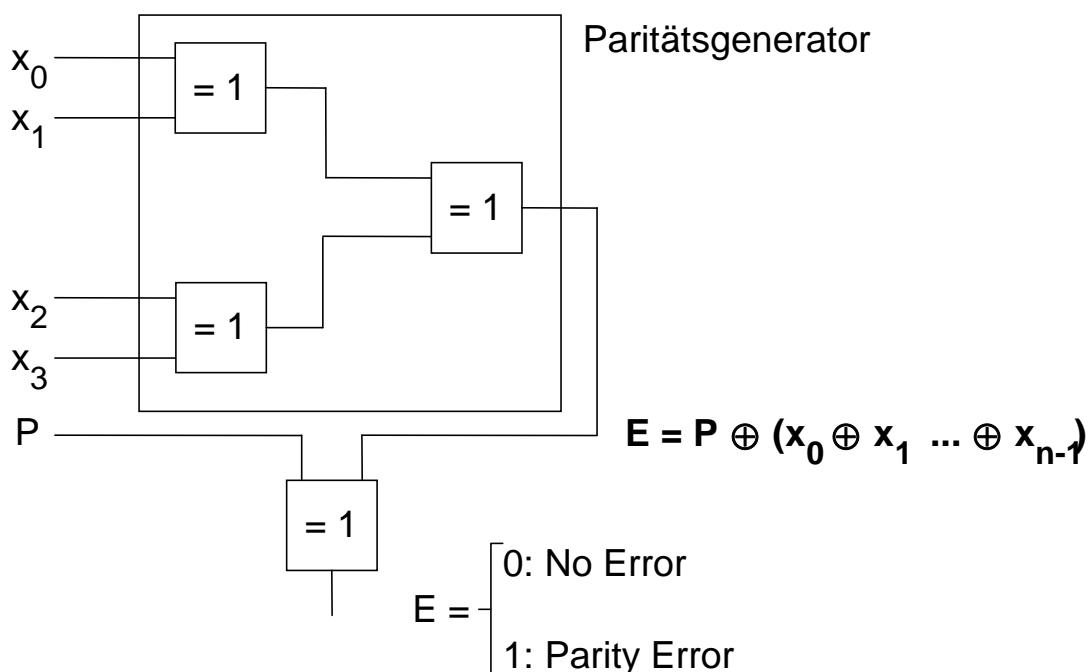 Paritätsgenerator
x0
= 1
x1
= 1
x2
= 1
x3
P
E = P ⊕ (x0 ⊕ x1 ... ⊕ xn-1)
= 1
0: No Error
E =
1: Parity Error